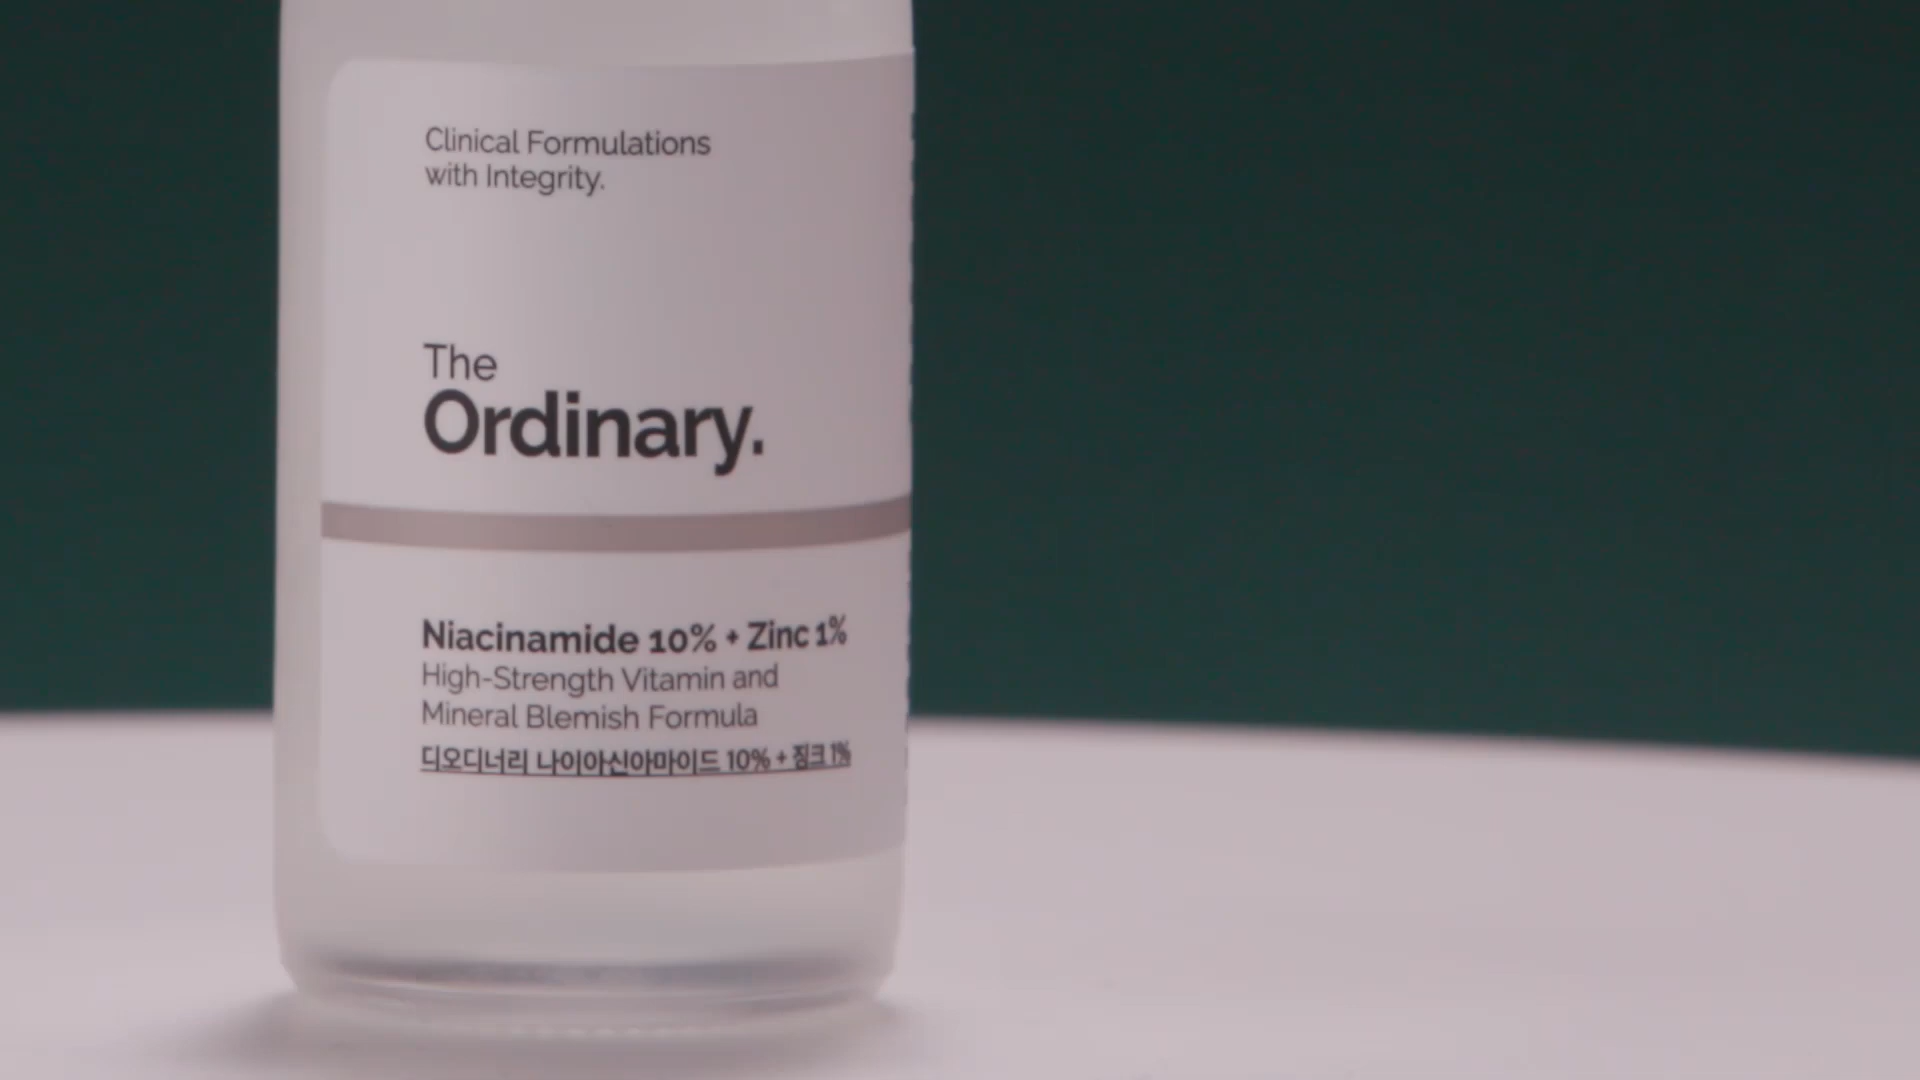 Clinical Formulations
with Integrity.
The
Ordinary.
Niacinamide 10% + Zinc 1%
High-Strength Vitamin and
Mineral Blemish Formula
디오디너리 나이아신아마이드 10% + 징크 1%